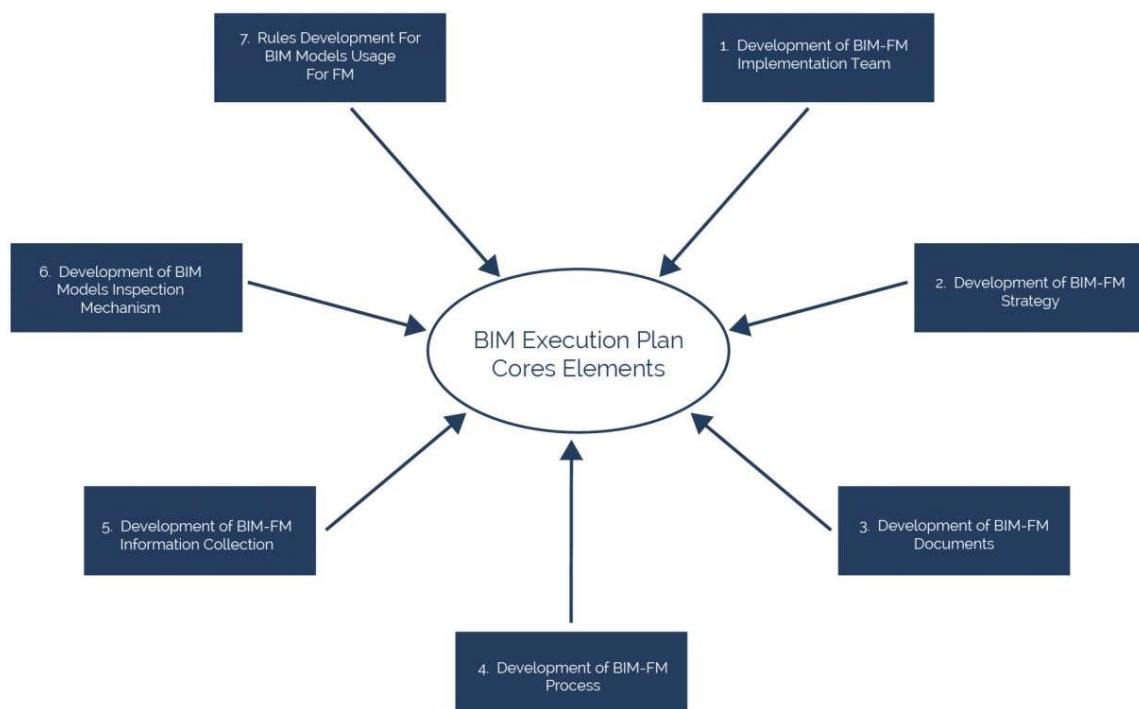 7. Rules Development For
BIM Models Usage
For FM
1. Development of BIM-FM
Implementation Team
6. Development of BIM
Models Inspection
Mechanism
2. Development of BIM-FM
Strategy
BIM Execution Plan
Cores Elements
5. Development of BIM-FM
Information Collection
3. Development of BIM-FM
Documents
4. Development of BIM-FM
Process